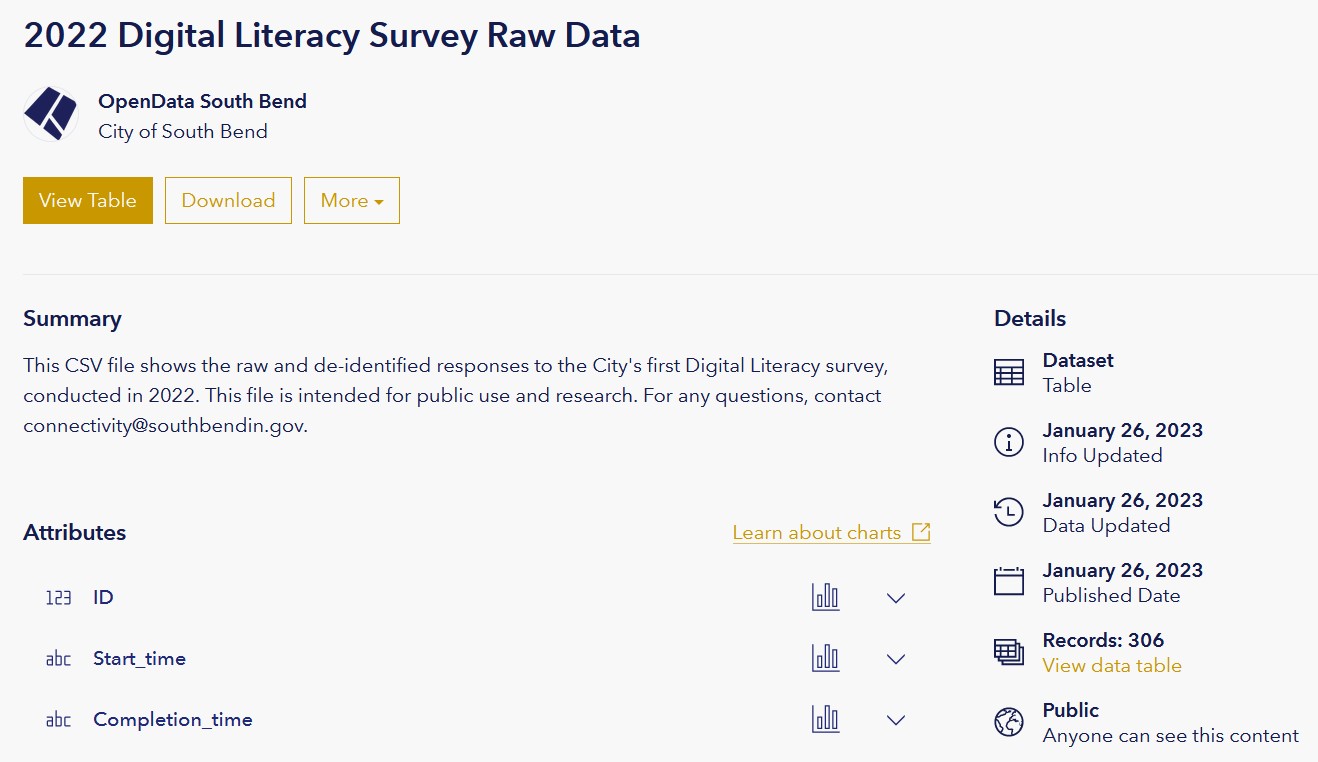 2022 Digital Literacy Survey Raw Data
OpenData South Bend
City of South Bend
View Table
Download
More
Summary
This CSV file shows the raw and de-identified responses to the City's first Digital Literacy survey,
conducted in 2022. This file is intended for public use and research. For any questions, contact
connectivity@southbendin.gov.
Attributes
Learn about charts
123 ID
abc Start_time
abc Completion_time
Details
Dataset
Table
January 26, 2023
Info Updated
January 26, 2023
Data Updated
January 26, 2023
Published Date
Records: 306
View data table
Public
Anyone can see this content